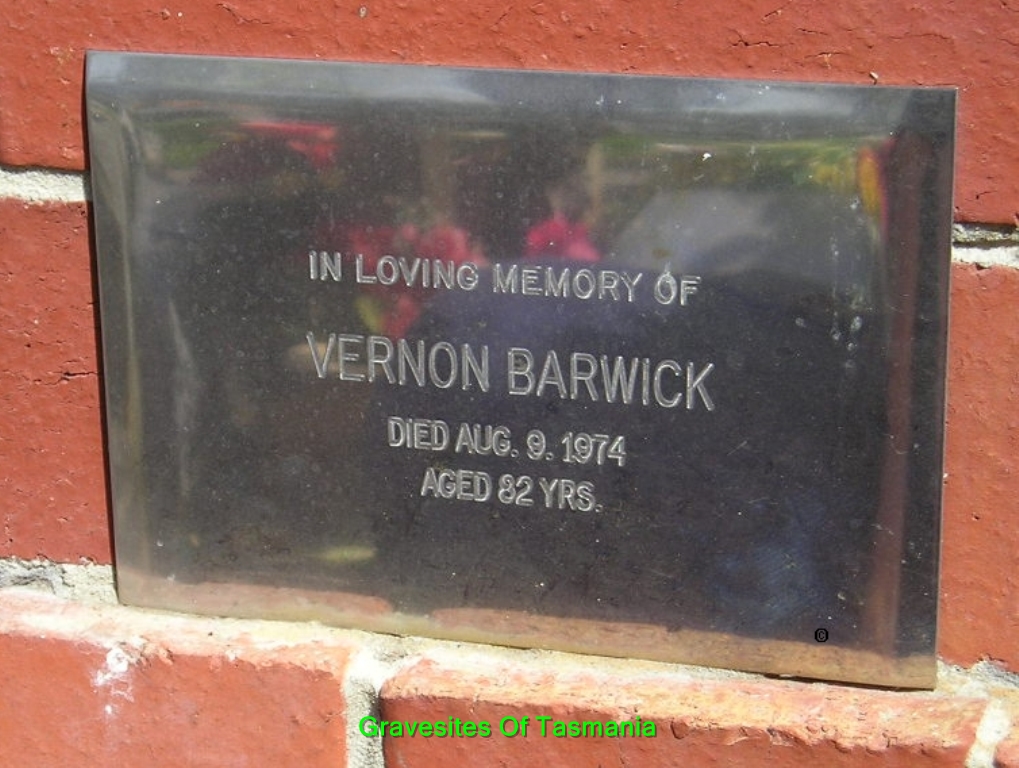 IN LOVING MEMORY OF
VERNON BARWICK
DIED AUG. 9. 1974
AGED 82 YRS.
©
Gravesites Of Tasmania